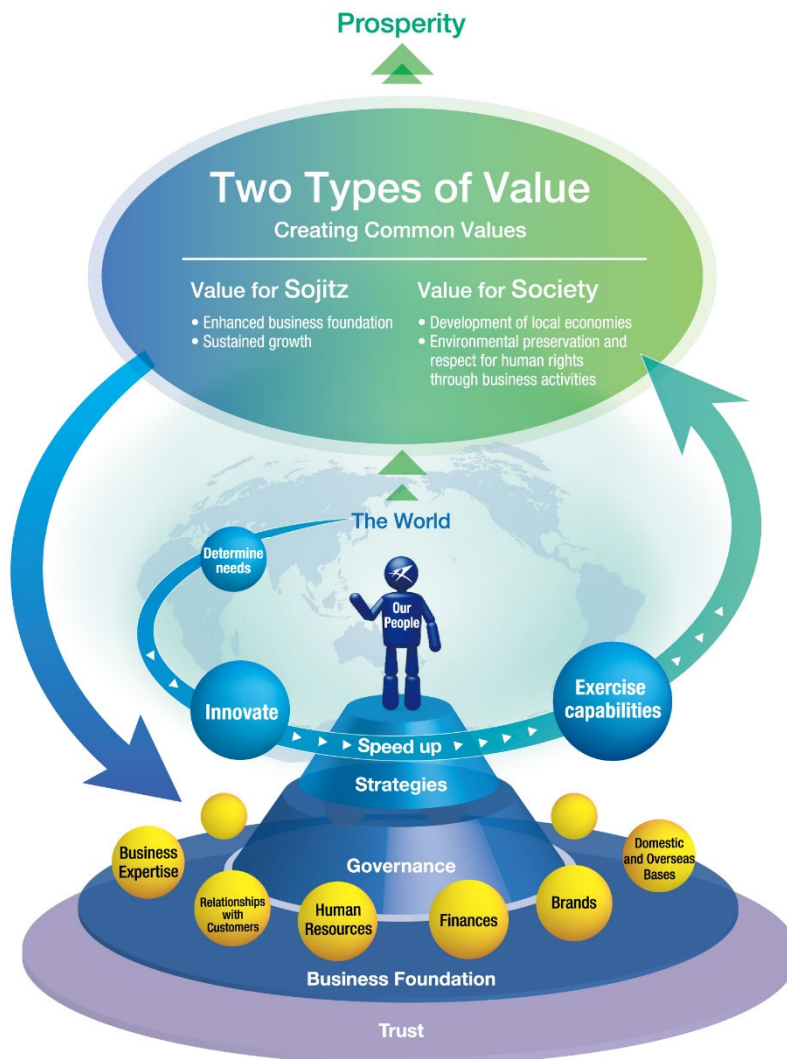 Prosperity
Two Types of Value
Creating Common Values
Value for Sojitz
• Enhanced business foundation
• Sustained growth
Value for Society
• Development of local economies
• Environmental preservation and
respect for human rights
through business activities
The World
Determine
needs
Our
People
Innovate
Exercise
capabilities
Speed up
Strategies
Governance
Business
Expertise
Relationships
with
Customers
Human
Resources
Finances
Brands
Domestic
and Overseas
Bases
Business Foundation
Trust